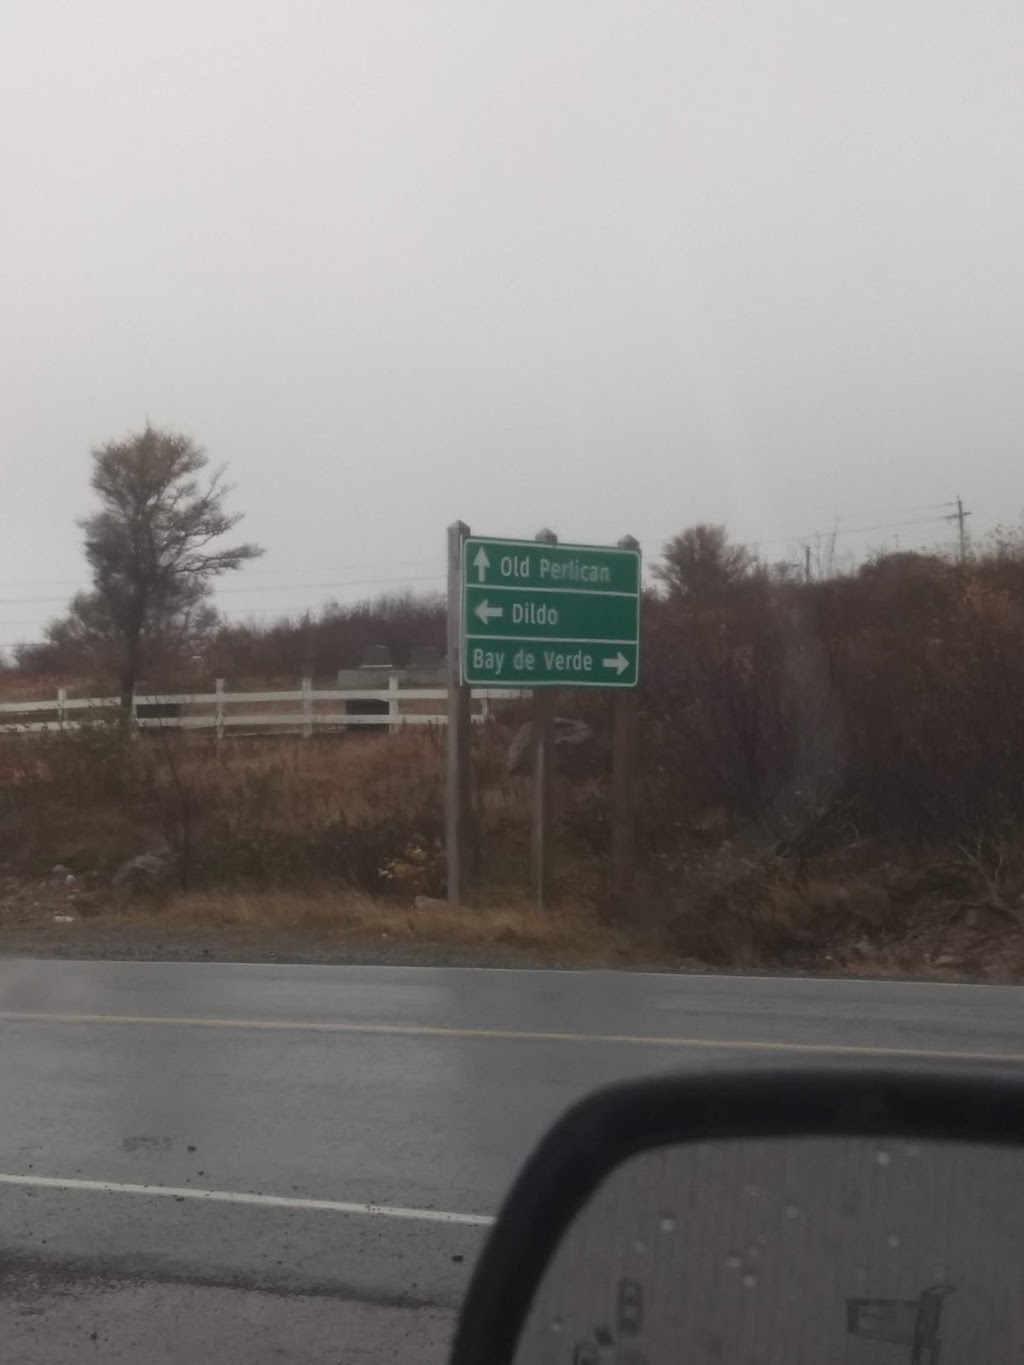 Old Perlican
Dildo
Bay de Verde